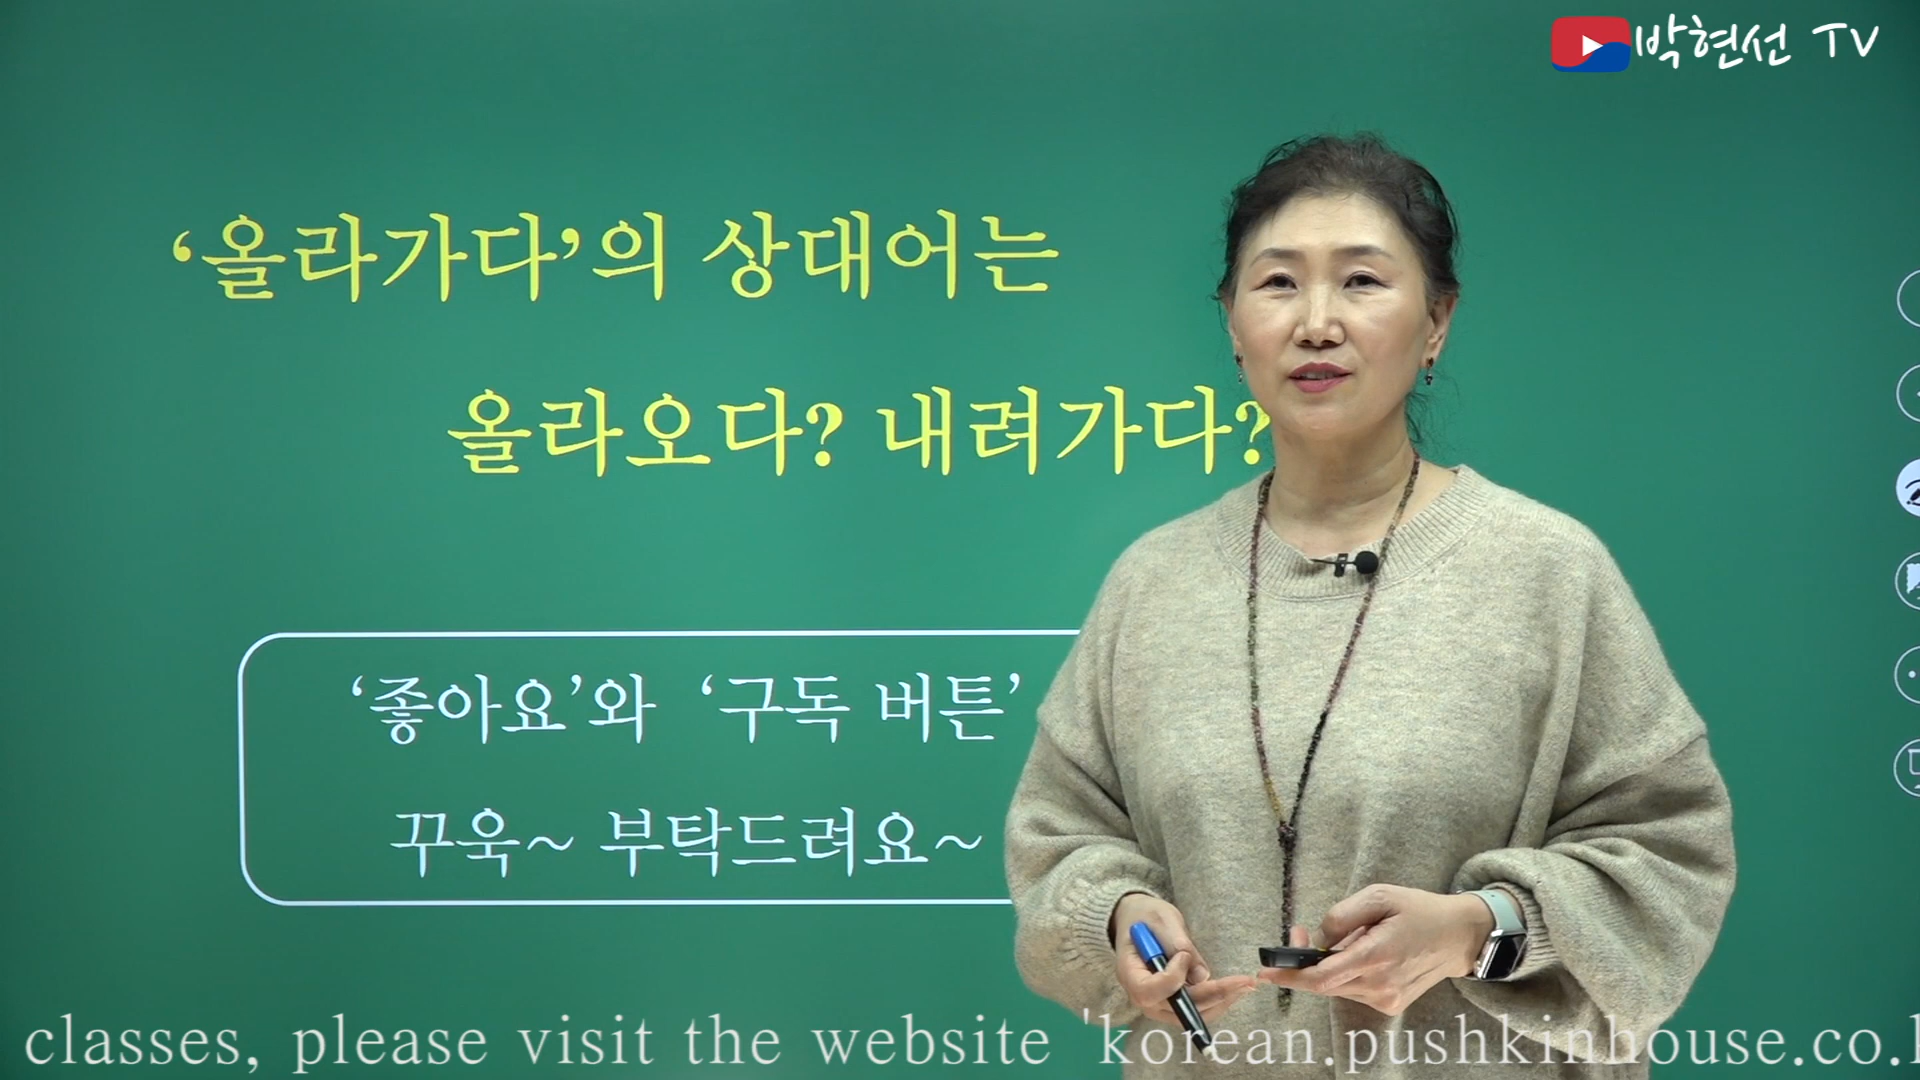 박현선 TV
‘올라가다’의 상대어는
올라오다? 내려가다?
‘좋아요’와 ‘구독 버튼’
꾸욱~ 부탁드려요~
classes, please visit the website 'korean.pushkinhouse.co.k